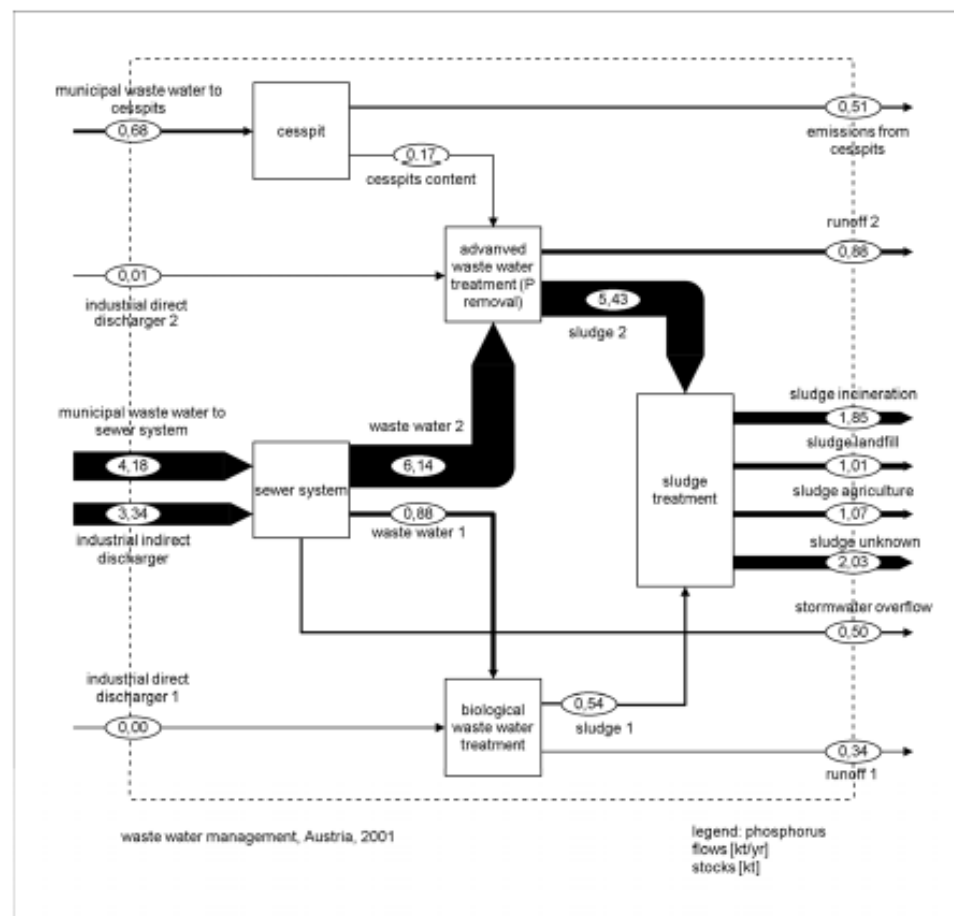 municipal waste water to
cesspits
0,68
cesspit
0,51
emissions from
cesspits
0,17
cesspits content
runoff 2
0,88
advanved
waste water
treatment (P
removal)
0,01
industrial direct
discharger 2
5,43
sludge 2
municipal waste water to
sewer system
4,18
waste water 2
6,14
sewer system
3,34
industrial indirect
discharger
0,88
waste water 1
sludge
treatment
sludge incineration
1,85
sludge landfill
1,01
sludge agriculture
1,07
sludge unknown
2,03
stormwater overflow
0,50
industrial direct
discharger 1
0,00
biological
waste water
treatment
0,54
sludge 1
0,34
runoff 1
waste water management, Austria, 2001
legend: phosphorus
flows [kt/yr]
stocks [kt]